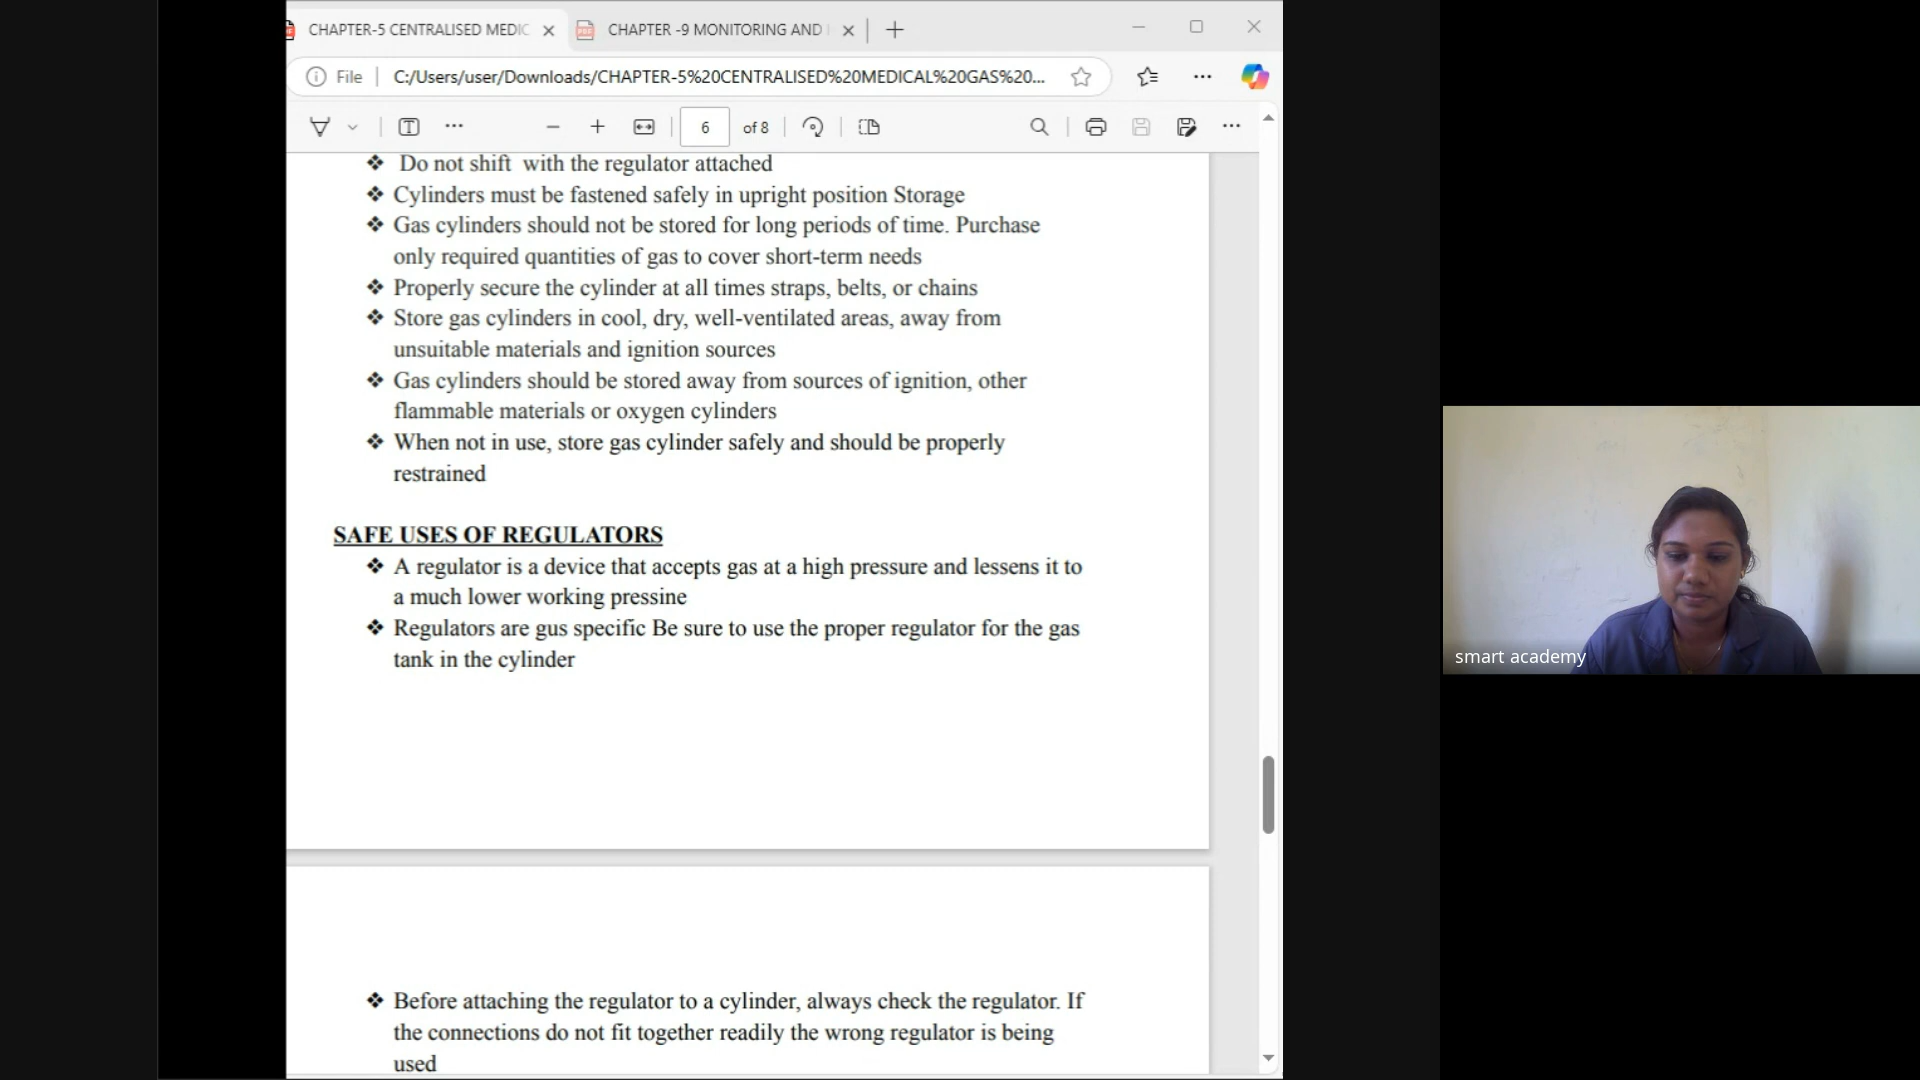 CHAPTER-5 CENTRALISED MEDIC
CHAPTER -9 MONITORING AND
File
C:/Users/user/Downloads/CHAPTER-5%20CENTRALISED%20MEDICAL%20GAS%20...
6 of 8
❖ Do not shift with the regulator attached
❖ Cylinders must be fastened safely in upright position Storage
❖ Gas cylinders should not be stored for long periods of time. Purchase
only required quantities of gas to cover short-term needs
❖ Properly secure the cylinder at all times straps, belts, or chains
❖ Store gas cylinders in cool, dry, well-ventilated areas, away from
unsuitable materials and ignition sources
❖ Gas cylinders should be stored away from sources of ignition, other
flammable materials or oxygen cylinders
❖ When not in use, store gas cylinder safely and should be properly
restrained
SAFE USES OF REGULATORS
❖ A regulator is a device that accepts gas at a high pressure and lessens it to
a much lower working pressine
❖ Regulators are gus specific Be sure to use the proper regulator for the gas
tank in the cylinder
❖ Before attaching the regulator to a cylinder, always check the regulator. If
the connections do not fit together readily the wrong regulator is being
used
smart academy